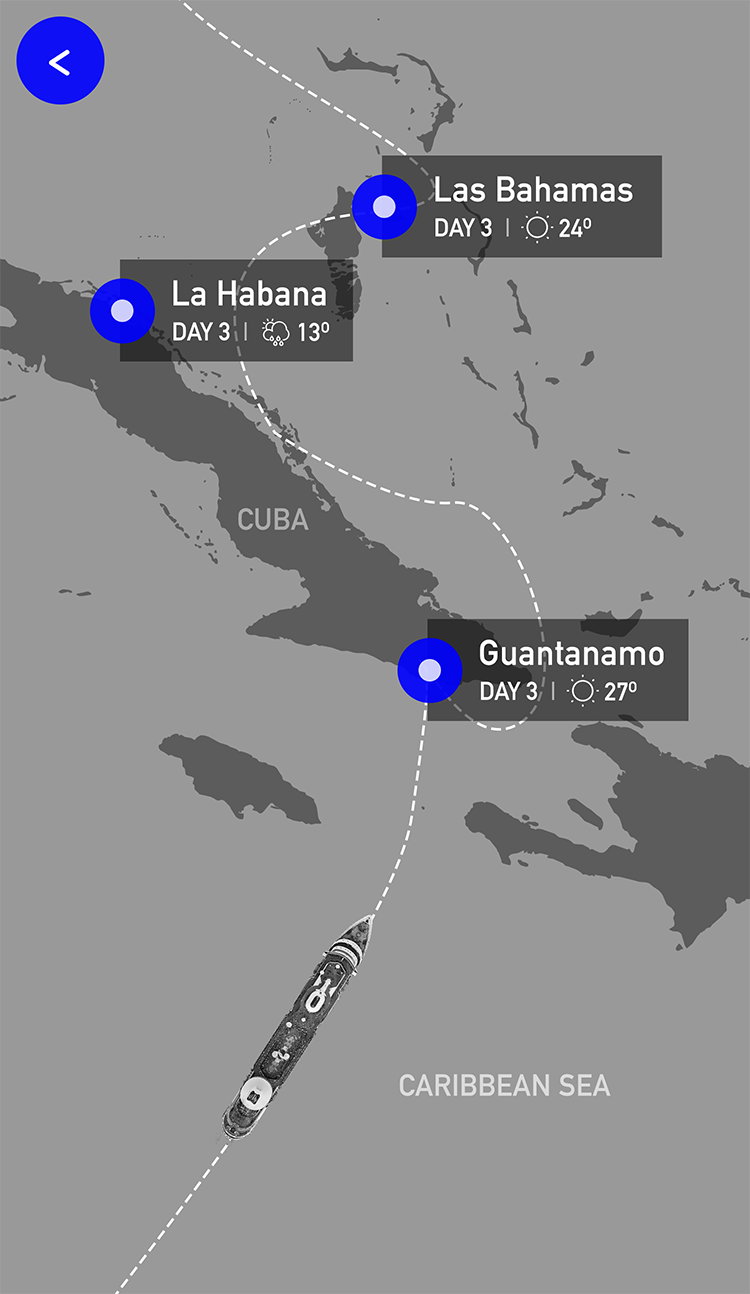 <
Las Bahamas
DAY 3 | 24º
La Habana
DAY 3 | 13º
CUBA
Guantanamo
DAY 3 | 27º
CARIBBEAN SEA